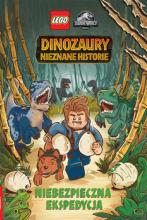 LEGO
JURASSIC WORLD
DINOZAURY
NIEZNANE HISTORIE
NIEBEZPIECZNA
EKSPEDYCJA